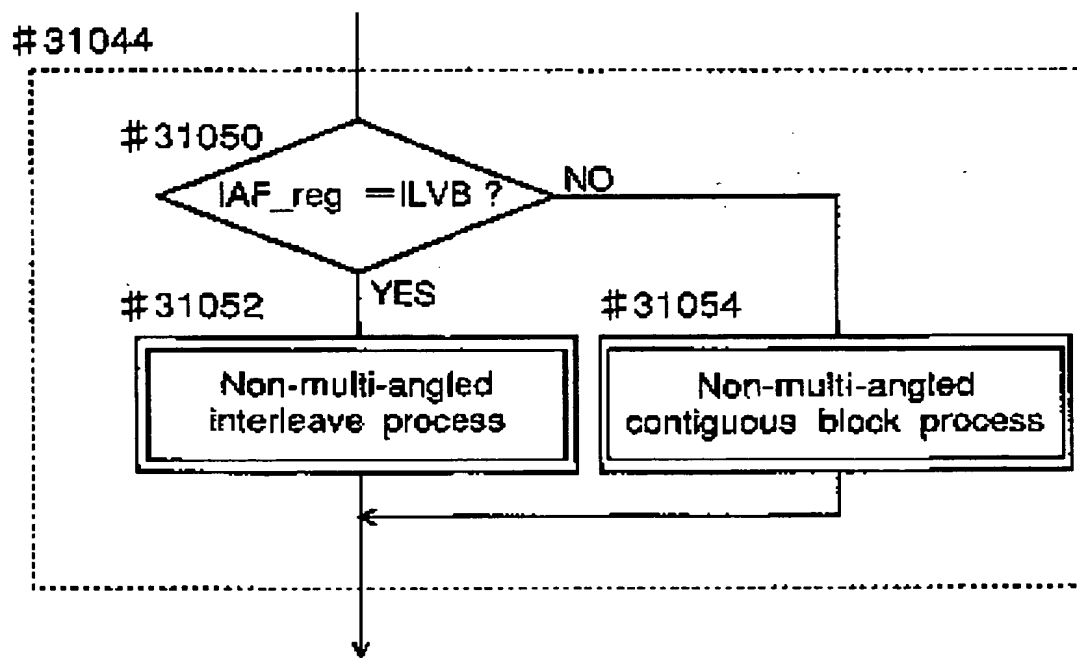 #31044
#31050
IAF_reg =ILVB ?
NO
YES
#31052
#31054
Non-multi-angled
interleave process
Non-multi-angled
contiguous block process